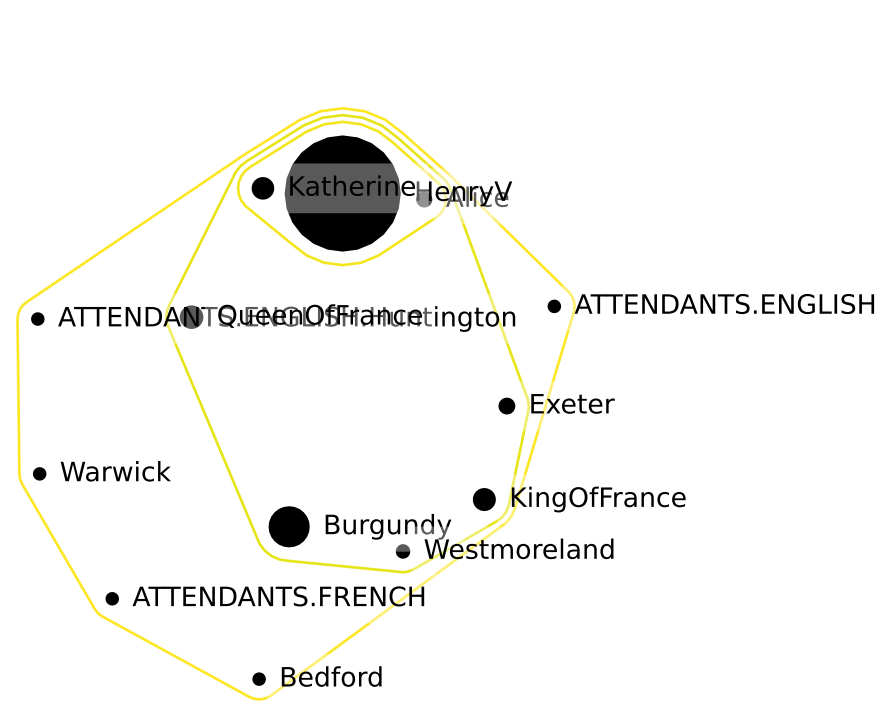 Katherine
HenryV
Alice
ATTENDANTS.ENGLISH
ATTENDANTS.ENGLISH.Huntington
QueenOfFrance
Exeter
Warwick
KingOfFrance
Burgundy
Westmoreland
ATTENDANTS.FRENCH
Bedford